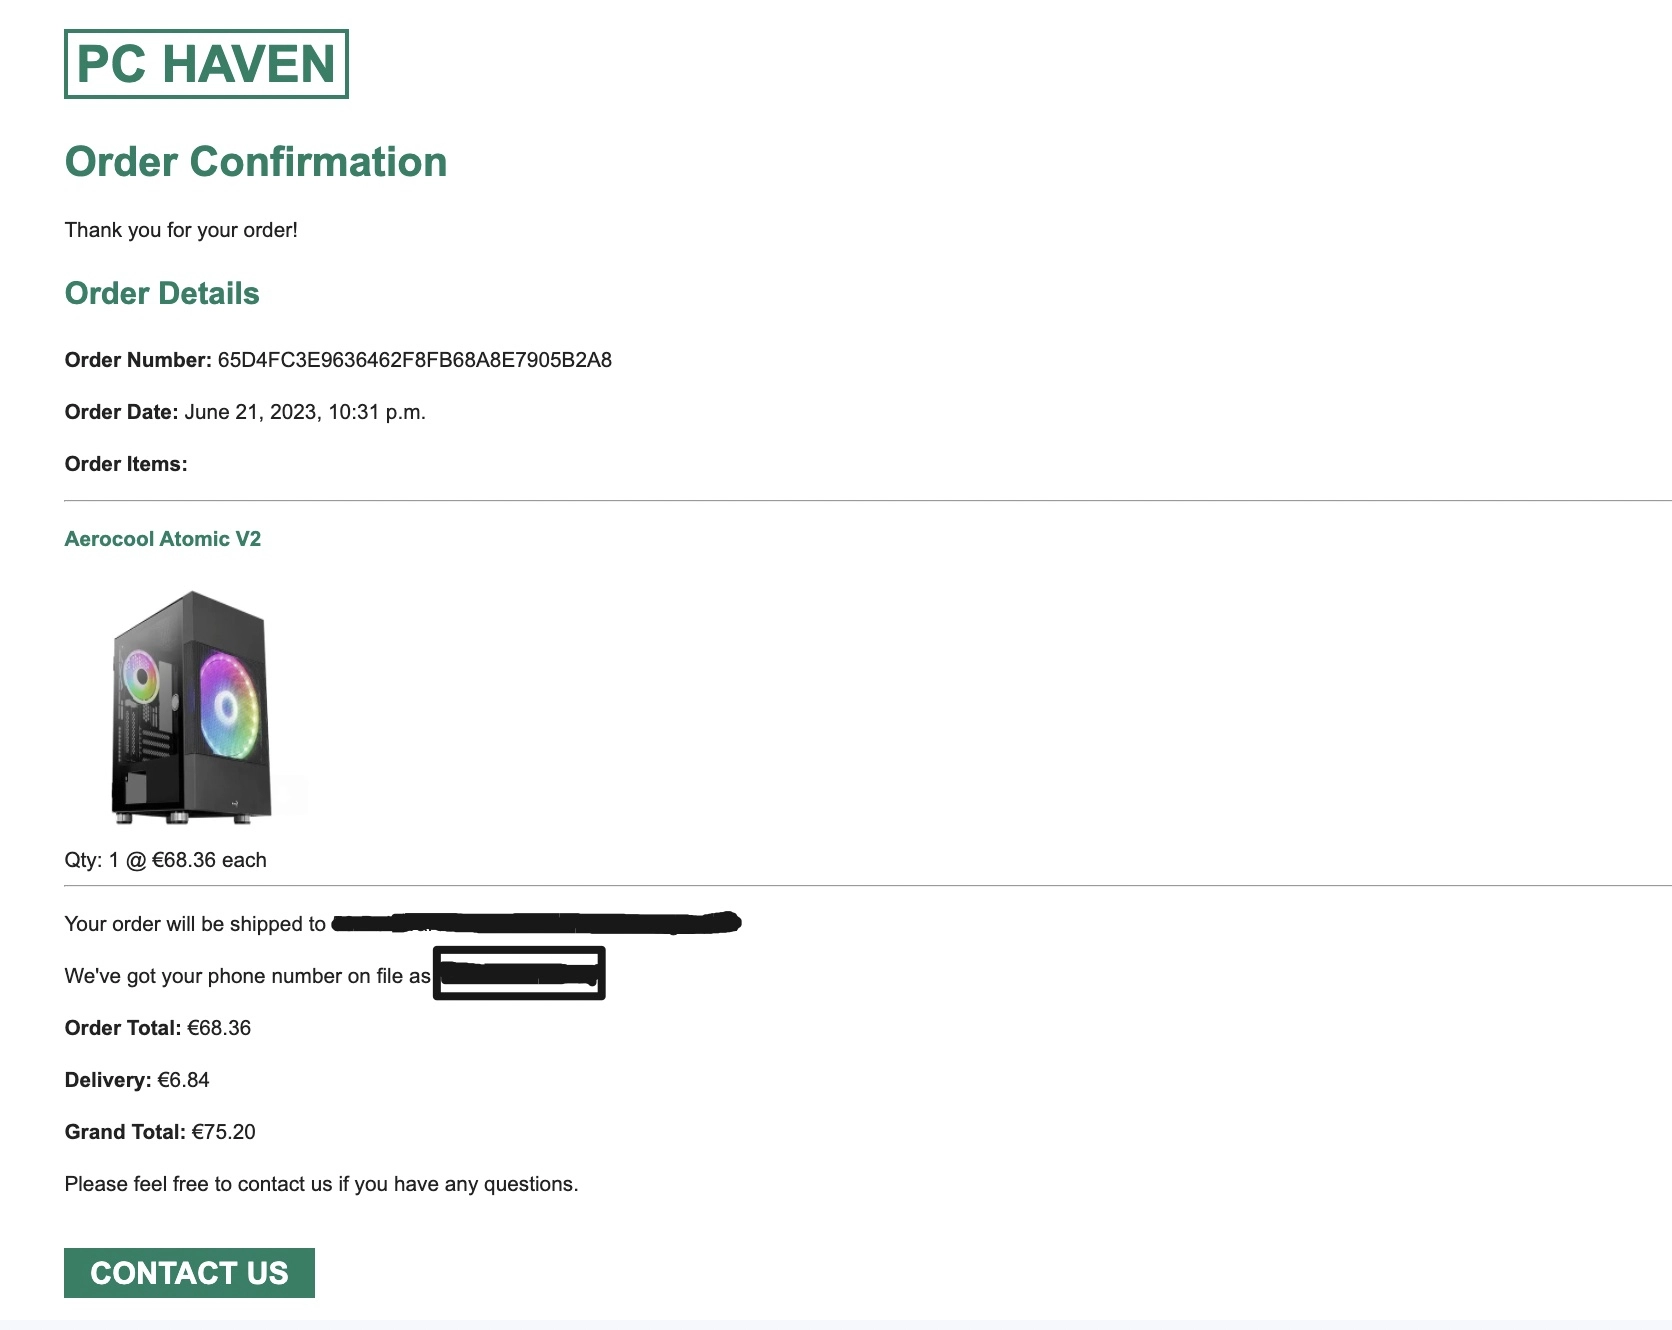 PC HAVEN
Order Confirmation
Thank you for your order!
Order Details
Order Number: 65D4FC3E9636462F8FB68A8E7905B2A8
Order Date: June 21, 2023, 10:31 p.m.
Order Items:
Aerocool Atomic V2
Qty: 1 @ €68.36 each
Your order will be shipped to
We've got your phone number on file as
Order Total: €68.36
Delivery: €6.84
Grand Total: €75.20
Please feel free to contact us if you have any questions.
CONTACT US